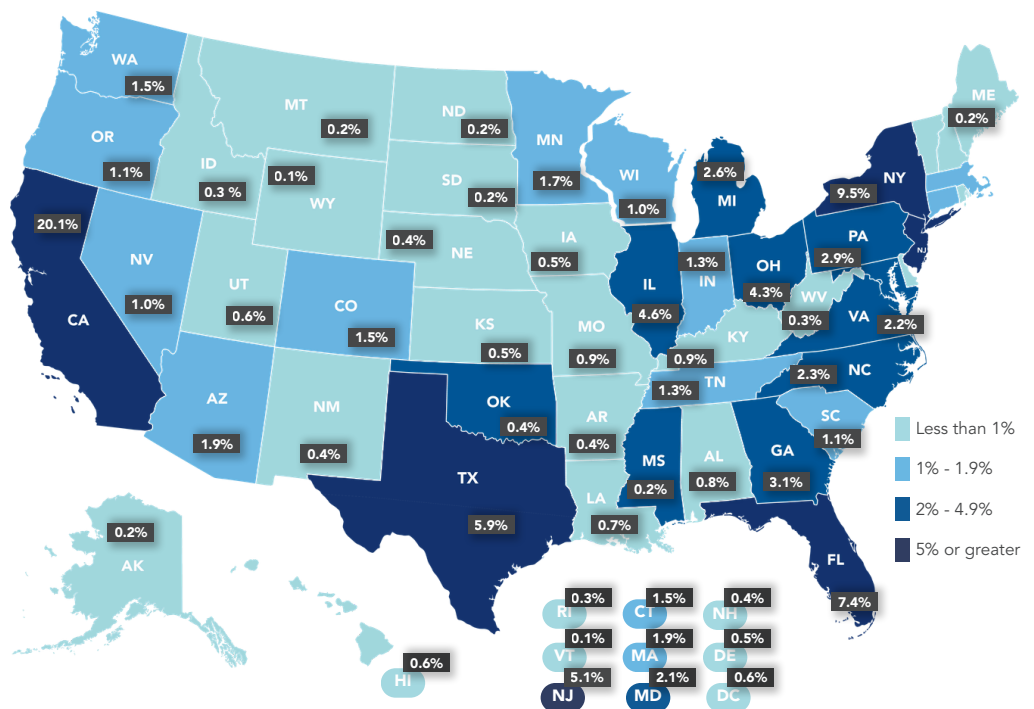 WA
1.5%
OR
1.1%
CA
20.1%
NV
1.0%
ID
0.3 %
MT
0.2%
WY
0.1%
UT
0.6%
AZ
1.9%
CO
1.5%
NM
0.4%
ND
0.2%
SD
0.2%
NE
0.4%
KS
0.5%
OK
0.4%
TX
5.9%
MN
1.7%
IA
0.5%
MO
0.9%
AR
0.4%
LA
0.7%
WI
1.0%
IL
4.6%
MI
2.6%
IN
1.3%
OH
4.3%
KY
0.9%
TN
1.3%
MS
0.2%
AL
0.8%
GA
3.1%
FL
7.4%
SC
1.1%
NC
2.3%
VA
2.2%
WV
0.3%
PA
2.9%
NY
9.5%
NJ
ME
0.2%
AK
0.2%
HI
0.6%
RI
0.3%
CT
1.5%
NH
0.4%
VT
0.1%
MA
1.9%
DE
0.5%
NJ
5.1%
MD
2.1%
DC
0.6%
Less than 1%
1% - 1.9%
2% - 4.9%
5% or greater